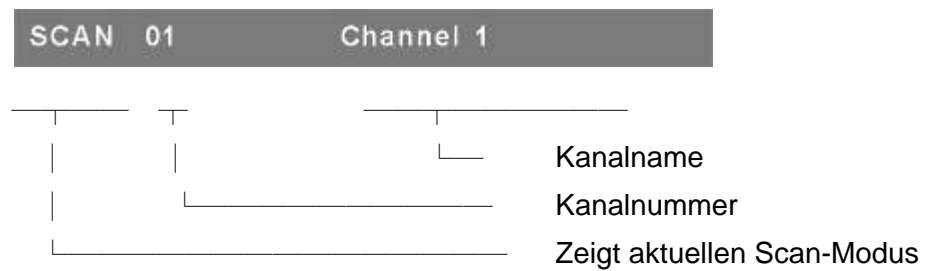 SCAN 01 Channel 1
Kanalname
Kanalnummer
Zeigt aktuellen Scan-Modus